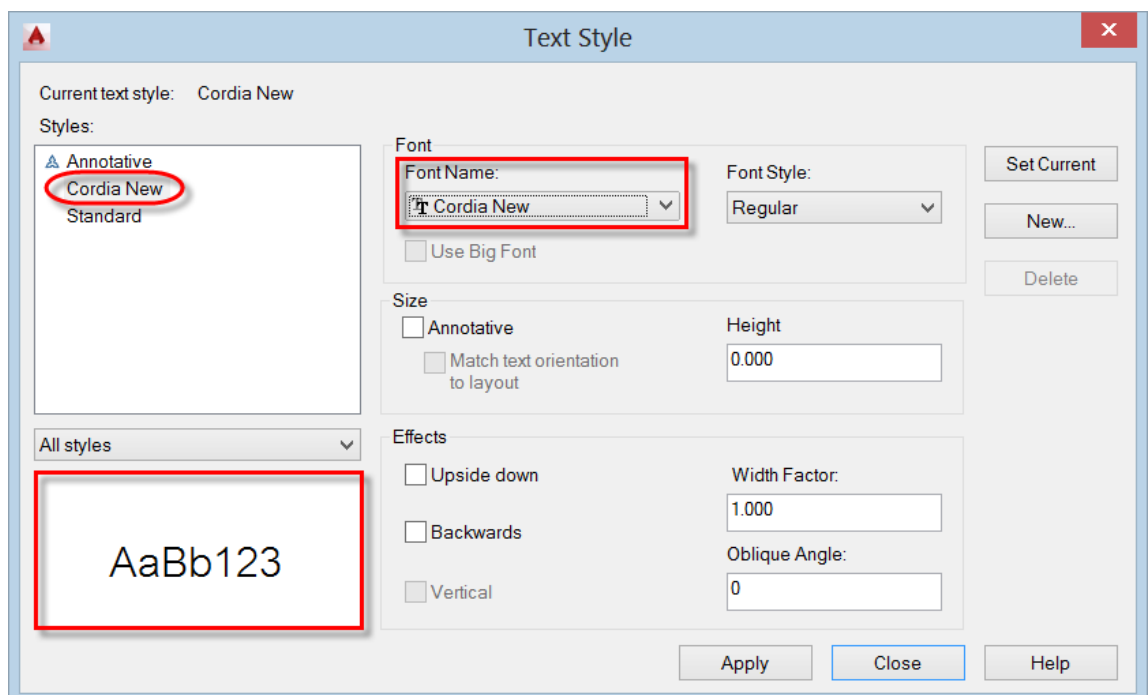 Text Style
Current text style: Cordia New
Styles:
Annotative
Cordia New
Standard
All styles
AaBb123
Font
Font Name:
Cordia New
Use Big Font
Font Style:
Regular
Size
Annotative
Match text orientation
to layout
Height
0.000
Effects
Upside down
Backwards
Vertical
Width Factor:
1.000
Oblique Angle:
0
Set Current
New...
Delete
Apply
Close
Help